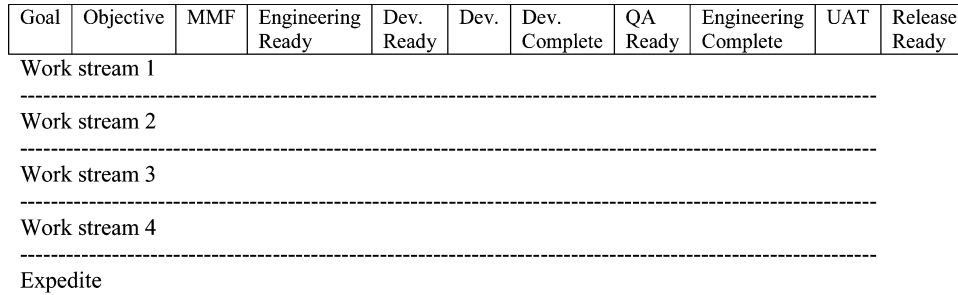 Goal Objective MMF Engineering Ready Dev. Ready Dev. Dev. Complete QA Ready Engineering Complete UAT Release Ready
Work stream 1
Work stream 2
Work stream 3
Work stream 4
Expedite